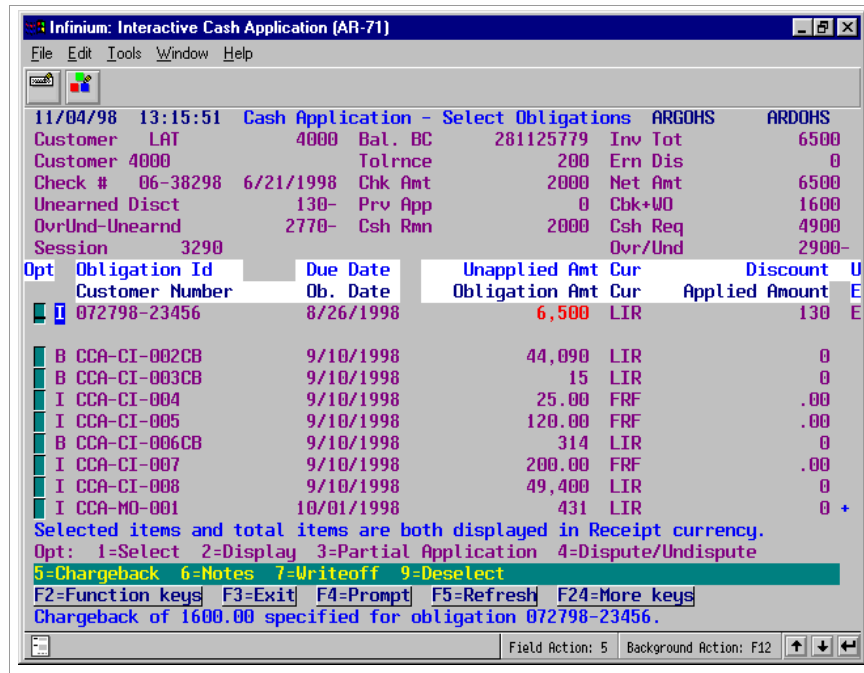 Infinium: Interactive Cash Application (AR-71)
File Edit Tools Window Help
11/04/98 13:15:51 Cash Application - Select Obligations ARGOHS ARDOHS
Customer LAT 4000 Bal. BC 281125779 Inv Tot 6500
Customer 4000 Tolrnce 200 Ern Dis 0
Check # 06-38298 6/21/1998 Chk Amt 2000 Net Amt 6500
Unearned Disct 130- Prv App 0 Cbk+WO 1600
OvrUnd-Unearnd 2770- Csh Rmn 2000 Csh Req 4900
Session 3290 Ovr/Und 2900-
Opt Obligation Id Due Date Unapplied Amt Cur Discount U
Customer Number Ob. Date Obligation Amt Cur Applied Amount E
I 072798-23456 8/26/1998 6,500 LIR 130 E
B CCA-CI-002CB 9/10/1998 44,090 LIR 0
B CCA-CI-003CB 9/10/1998 15 LIR 0
I CCA-CI-004 9/10/1998 25.00 FRF .00
I CCA-CI-005 9/10/1998 120.00 FRF .00
B CCA-CI-006CB 9/10/1998 314 LIR 0
I CCA-CI-007 9/10/1998 200.00 FRF .00
I CCA-CI-008 9/10/1998 49,400 LIR 0
I CCA-MO-001 10/01/1998 431 LIR 0 +
Selected items and total items are both displayed in Receipt currency.
Opt: 1=Select 2=Display 3=Partial Application 4=Dispute/Undispute
5=Chargeback 6=Notes 7=Writeoff 9=Deselect
F2=Function keys F3=Exit F4=Prompt F5=Refresh F24=More keys
Chargeback of 1600.00 specified for obligation 072798-23456.
Field Action: 5 Background Action: F12